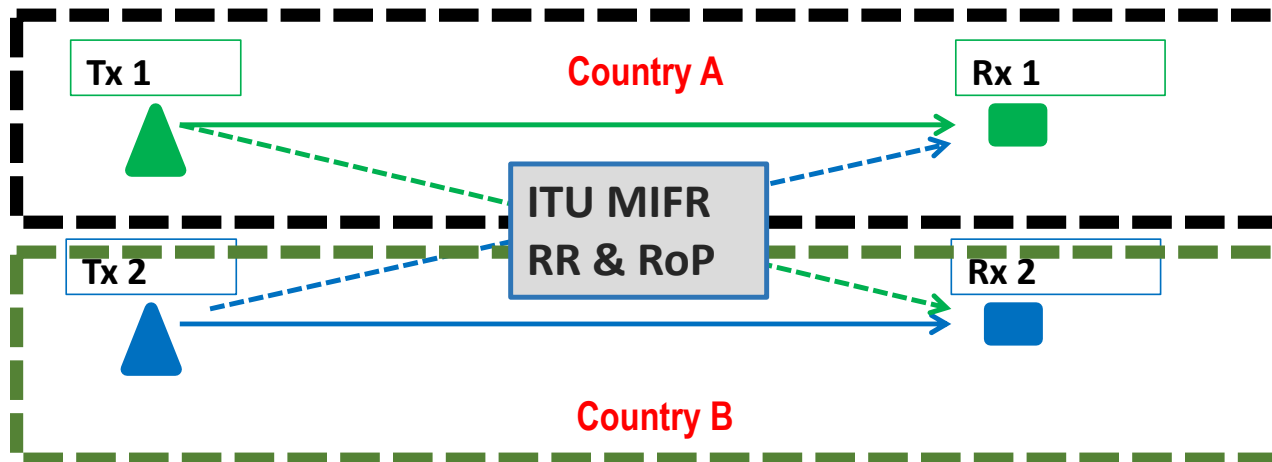 Tx 1
Country A
Rx 1
ITU MIFR
RR & RoP
Tx 2
Rx 2
Country B